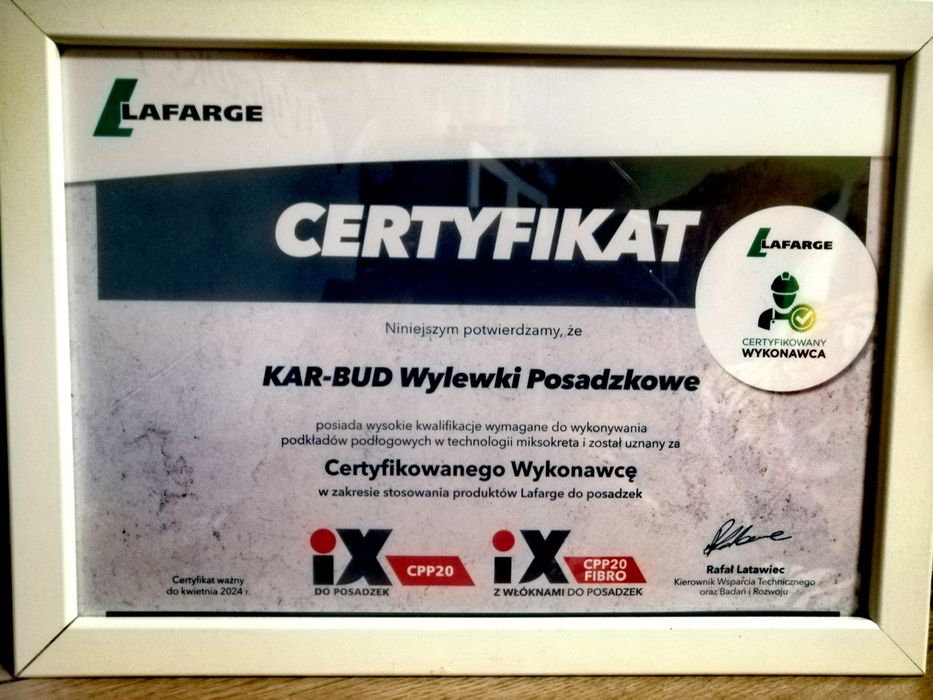 LAFARGE
CERTYFIKAT
LAFARGE
CERTYFIKOWANY
WYKONAWCA
Niniejszym potwierdzamy, że
KAR-BUD Wylewki Posadzkowe
posiada wysokie kwalifikacje wymagane do wykonywania
podkładów podłogowych w technologii miksokreta i został uznany za
Certyfikowanego Wykonawcę
w zakresie stosowania produktów Lafarge do posadzek
Certyfikat ważny
do kwietnia 2024 r.
iX CPP20
DO POSADZEK
iX CPP20
FIBRO
Z WŁÓKNAMI DO POSADZEK
Rafał Latawiec
Kierownik Wsparcia Technicznego
oraz Badań i Rozwoju